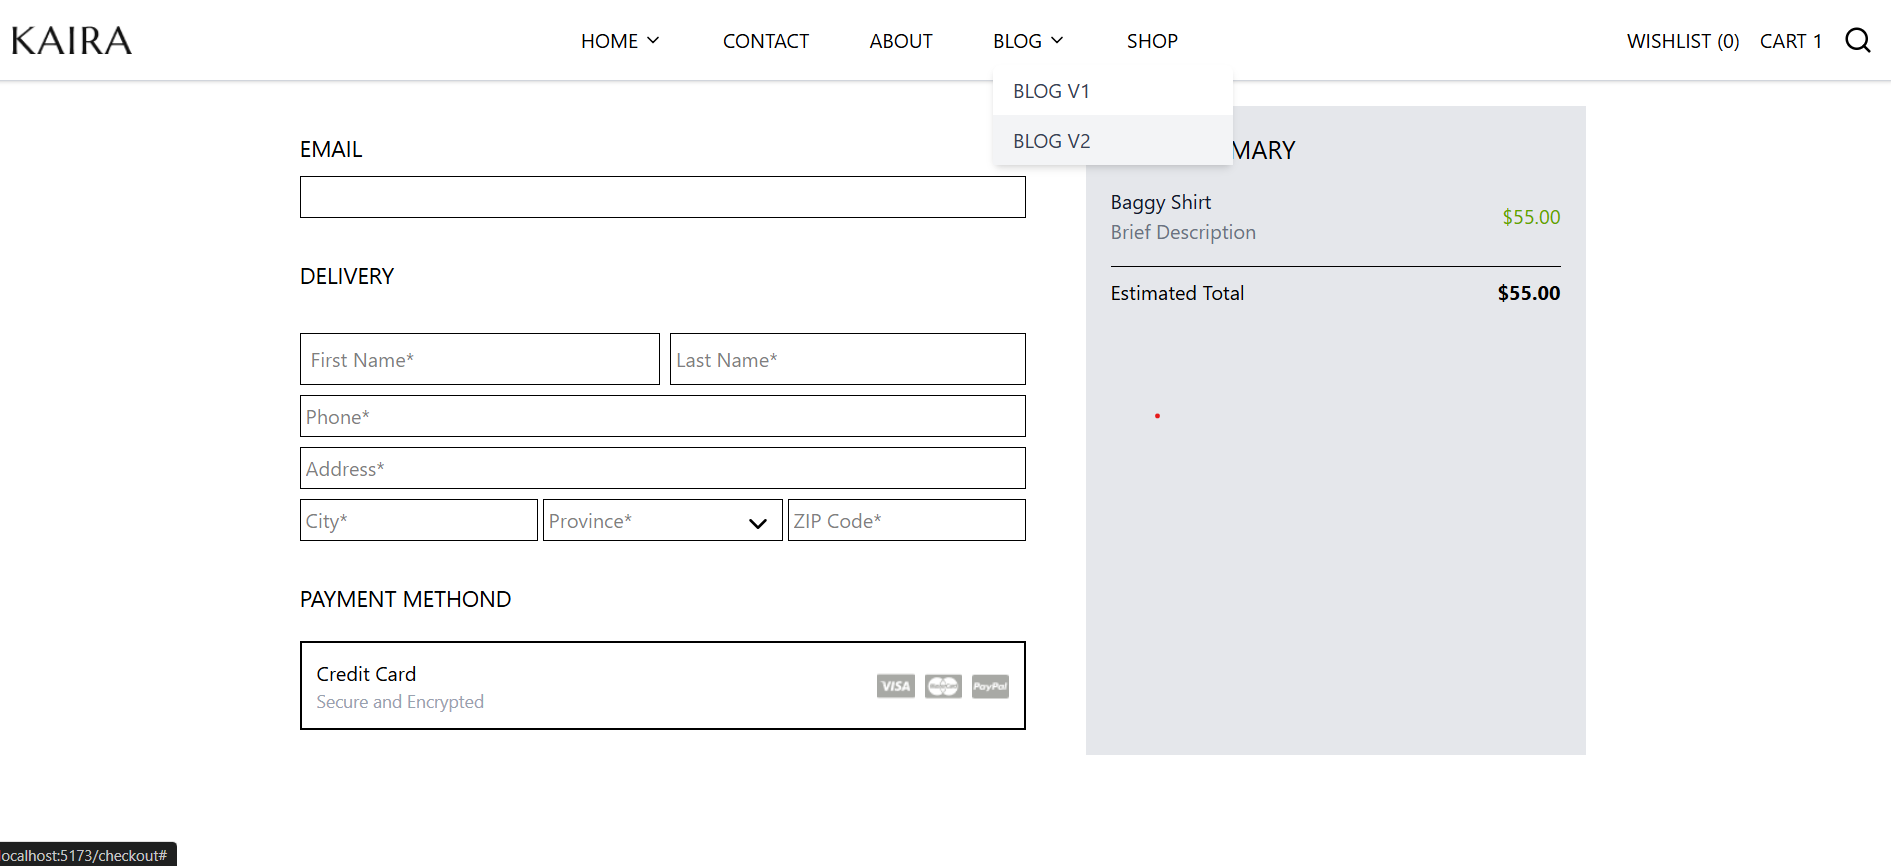 KAIRA
HOME
CONTACT
ABOUT
BLOG
SHOP
WISHLIST (0)
CART 1
BLOG V1
BLOG V2
EMAIL
MARY
Baggy Shirt
Brief Description
$55.00
Estimated Total
$55.00
DELIVERY
First Name*
Last Name*
Phone*
Address*
City*
Province*
ZIP Code*
PAYMENT METHOND
Credit Card
Secure and Encrypted
VISA
MasterCard
PayPal
ocalhost:5173/checkout#